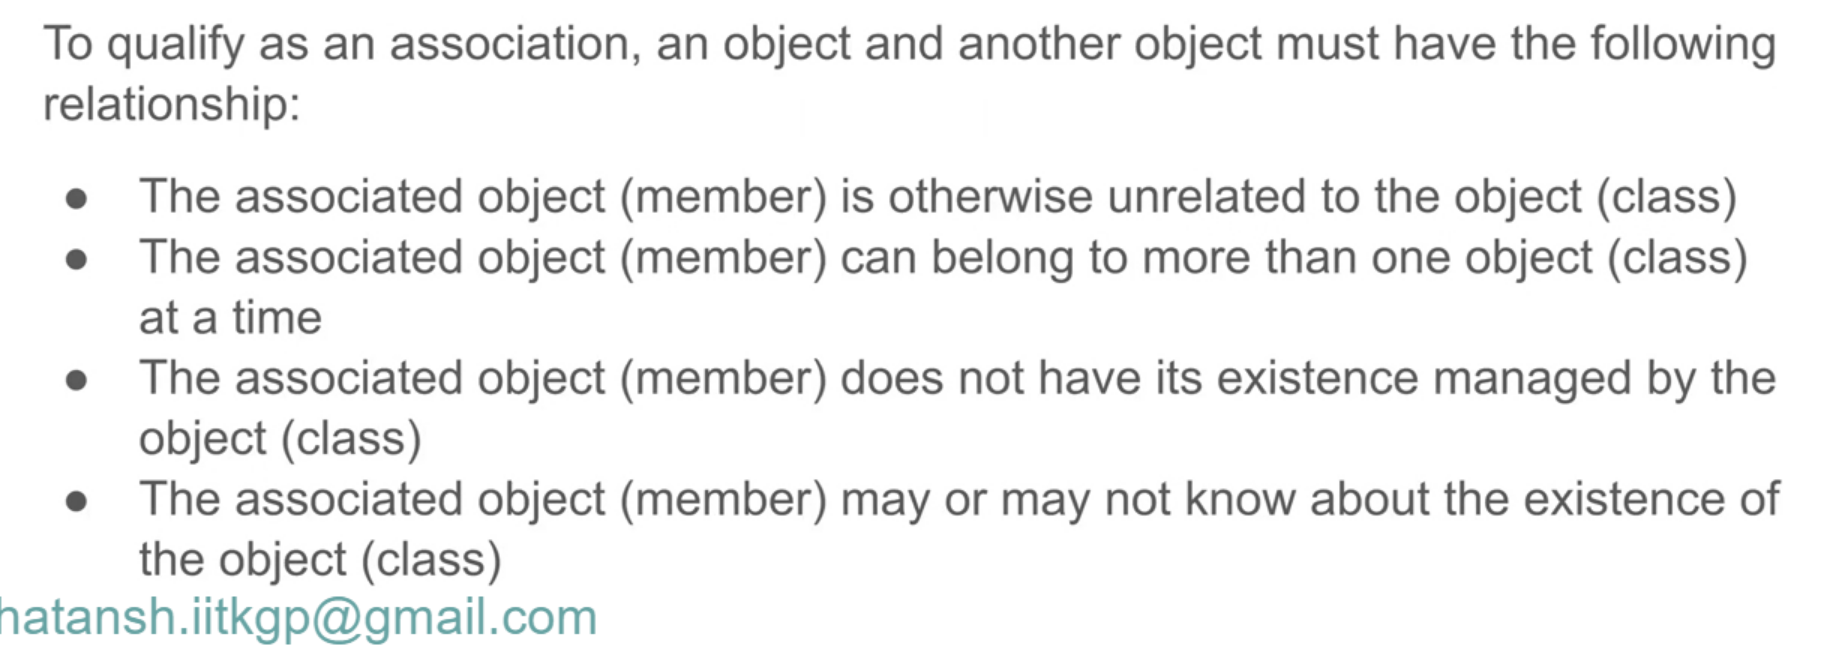 To qualify as an association, an object and another object must have the following
relationship:
● The associated object (member) is otherwise unrelated to the object (class)
● The associated object (member) can belong to more than one object (class)
at a time
● The associated object (member) does not have its existence managed by the
object (class)
● The associated object (member) may or may not know about the existence of
the object (class)
hatansh.iitkgp@gmail.com